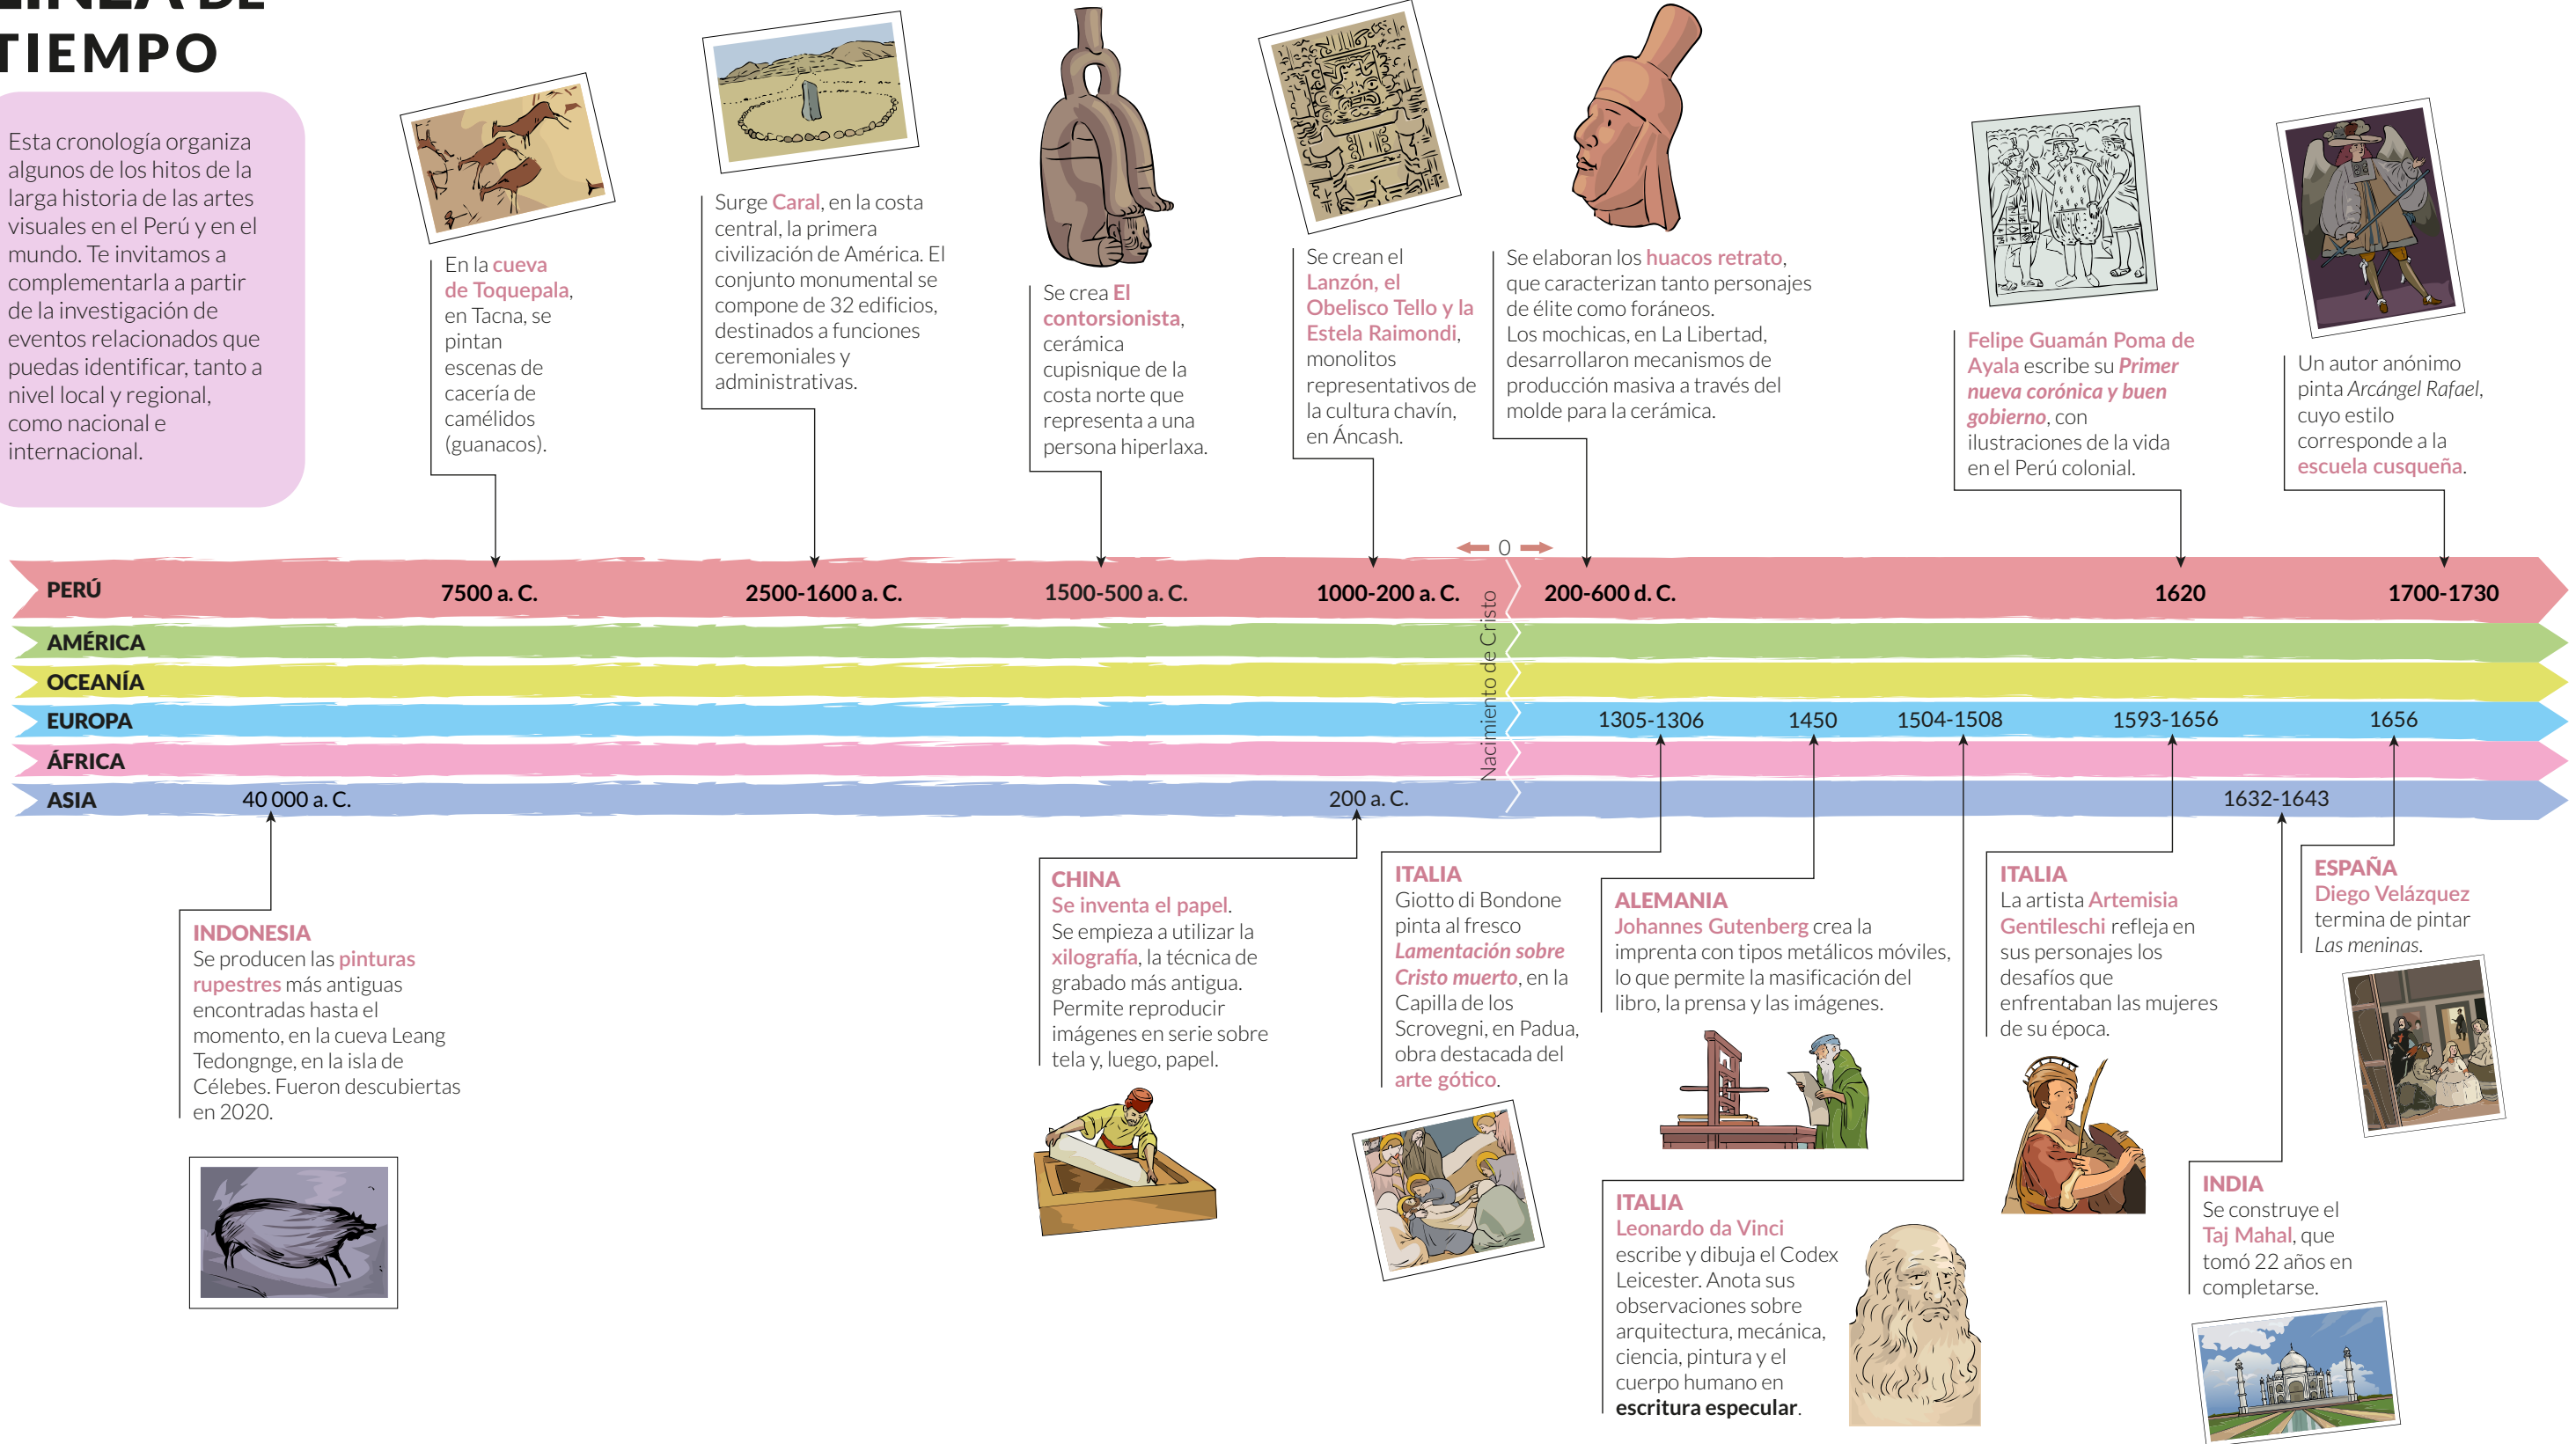 LÍNEA DE
TIEMPO
Esta cronología organiza
algunos de los hitos de la
larga historia de las artes
visuales en el Perú y en el
mundo. Te invitamos a
complementarla a partir
de la investigación de
eventos relacionados que
puedas identificar, tanto a
nivel local y regional,
como nacional e
internacional.
En la cueva
de Toquepala,
en Tacna, se
pintan
escenas de
cacería de
camélidos
(guanacos).
Surge Caral, en la costa
central, la primera
civilización de América. El
conjunto monumental se
compone de 32 edificios,
destinados a funciones
ceremoniales y
administrativas.
Se crea El
contorsionista,
cerámica
cupisnique de la
costa norte que
representa a una
persona hiperlaxa.
Se crean el
Lanzón, el
Obelisco Tello y la
Estela Raimondi,
monolitos
representativos de
la cultura chavín,
en Áncash.
Se elaboran los huacos retrato,
que caracterizan tanto personajes
de élite como foráneos.
Los mochicas, en La Libertad,
desarrollaron mecanismos de
producción masiva a través del
molde para la cerámica.
Felipe Guamán Poma de
Ayala escribe su Primer
nueva corónica y buen
gobierno, con
ilustraciones de la vida
en el Perú colonial.
Un autor anónimo
pinta Arcángel Rafael,
cuyo estilo
corresponde a la
escuela cusqueña.
0
Nacimiento de Cristo
PERÚ
7500 a. C.
2500-1600 a. C.
1500-500 a. C.
1000-200 a. C.
200-600 d. C.
1620
1700-1730
AMÉRICA
OCEANÍA
EUROPA
1305-1306
1450
1504-1508
1593-1656
1656
ÁFRICA
ASIA
40 000 a. C.
200 a. C.
1632-1643
INDONESIA
Se producen las pinturas
rupestres más antiguas
encontradas hasta el
momento, en la cueva Leang
Tedongnge, en la isla de
Célebes. Fueron descubiertas
en 2020.
CHINA
Se inventa el papel.
Se empieza a utilizar la
xilografía, la técnica de
grabado más antigua.
Permite reproducir
imágenes en serie sobre
tela y, luego, papel.
ITALIA
Giotto di Bondone
pinta al fresco
Lamentación sobre
Cristo muerto, en la
Capilla de los
Scrovegni, en Padua,
obra destacada del
arte gótico.
ALEMANIA
Johannes Gutenberg crea la
imprenta con tipos metálicos móviles,
lo que permite la masificación del
libro, la prensa y las imágenes.
ITALIA
Leonardo da Vinci
escribe y dibuja el Codex
Leicester. Anota sus
observaciones sobre
arquitectura, mecánica,
ciencia, pintura y el
cuerpo humano en
escritura especular.
ITALIA
La artista Artemisia
Gentileschi refleja en
sus personajes los
desafíos que
enfrentaban las mujeres
de su época.
INDIA
Se construye el
Taj Mahal, que
tomó 22 años en
completarse.
ESPAÑA
Diego Velázquez
termina de pintar
Las meninas.